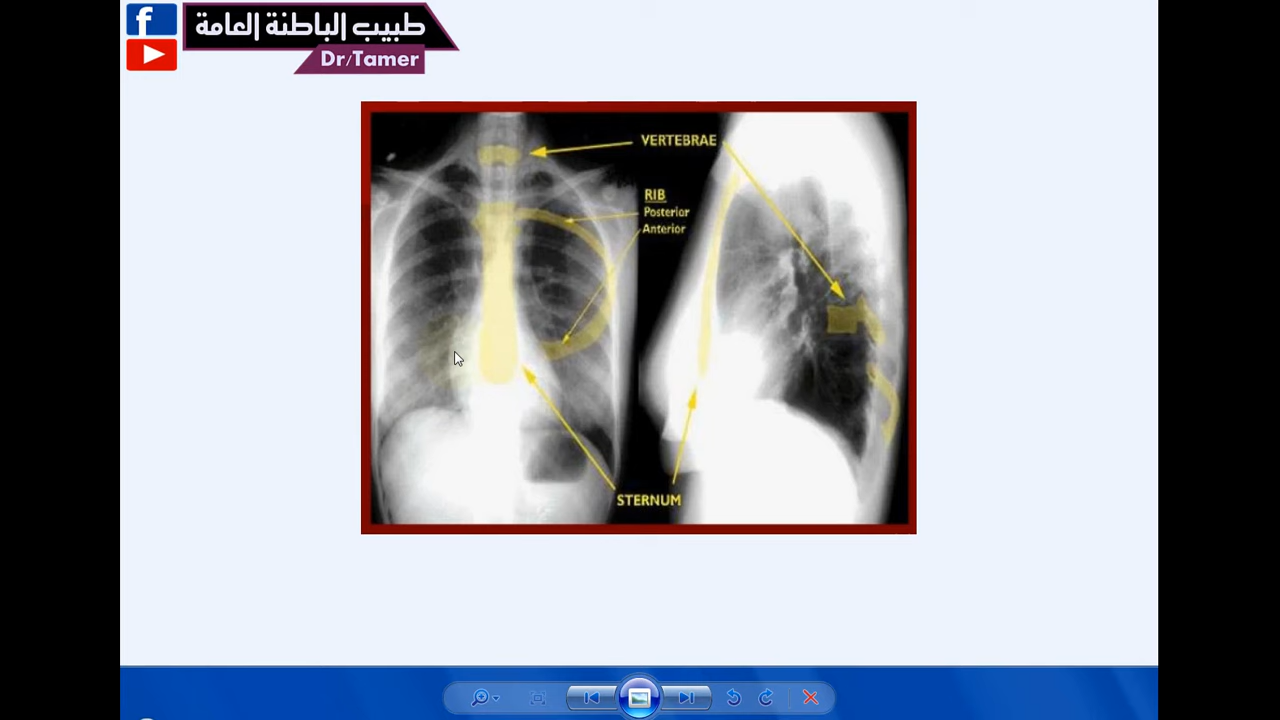 طبيب الباطنة العامة
Dr/Tamer
VERTEBRAE
RIB
Posterior
Anterior
STERNUM